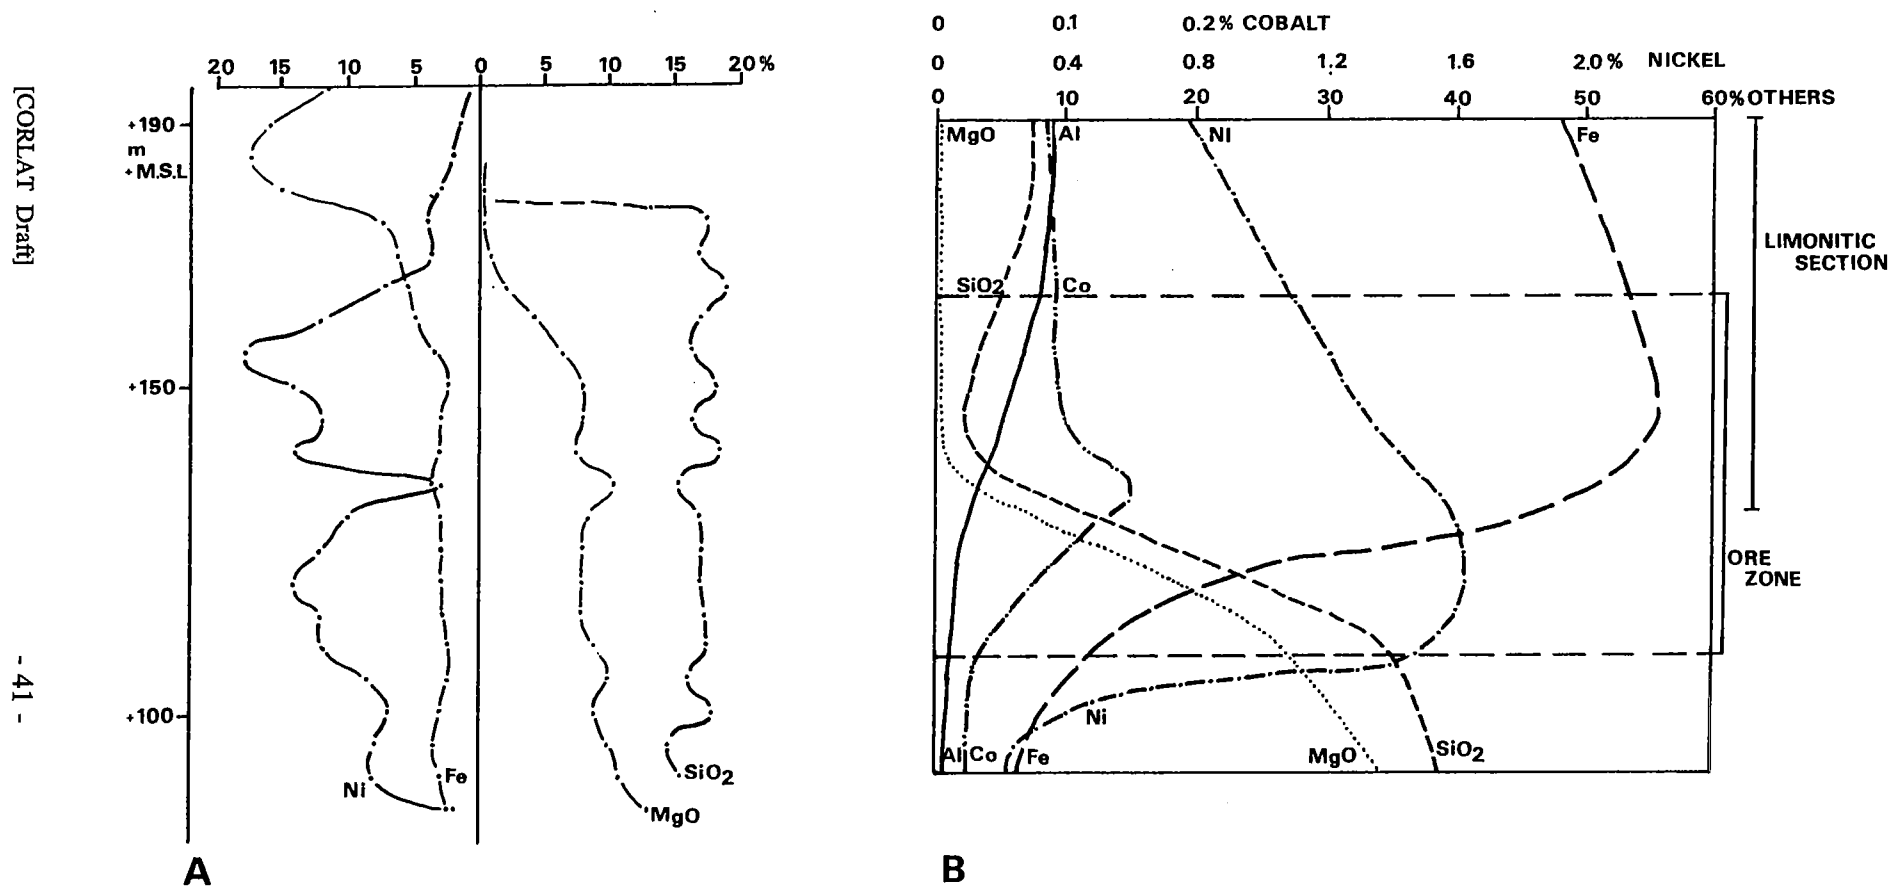 [CORLAT Draft]
- 41 -
20 15 10 5 0 5 10 15 20%
+190
m
+M.S.L
+150
+100
Ni
Fe
SiO2
MgO
A
0 0.1 0.2% COBALT
0 0.4 0.8 1.2 1.6 2.0% NICKEL
0 10 20 30 40 50 60% OTHERS
MgO Al NI Fe
SiO2 Co
LIMONITIC
SECTION
ORE
ZONE
Ni
Al Co Fe MgO SiO2
B